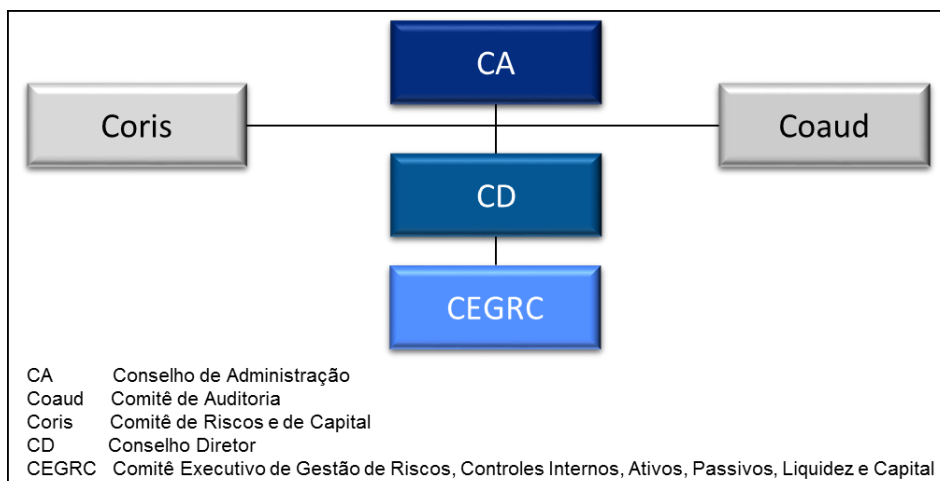 CA
Coris
Coaud
CD
CEGRC
CA Conselho de Administração
Coaud Comitê de Auditoria
Coris Comitê de Riscos e de Capital
CD Conselho Diretor
CEGRC Comitê Executivo de Gestão de Riscos, Controles Internos, Ativos, Passivos, Liquidez e Capital